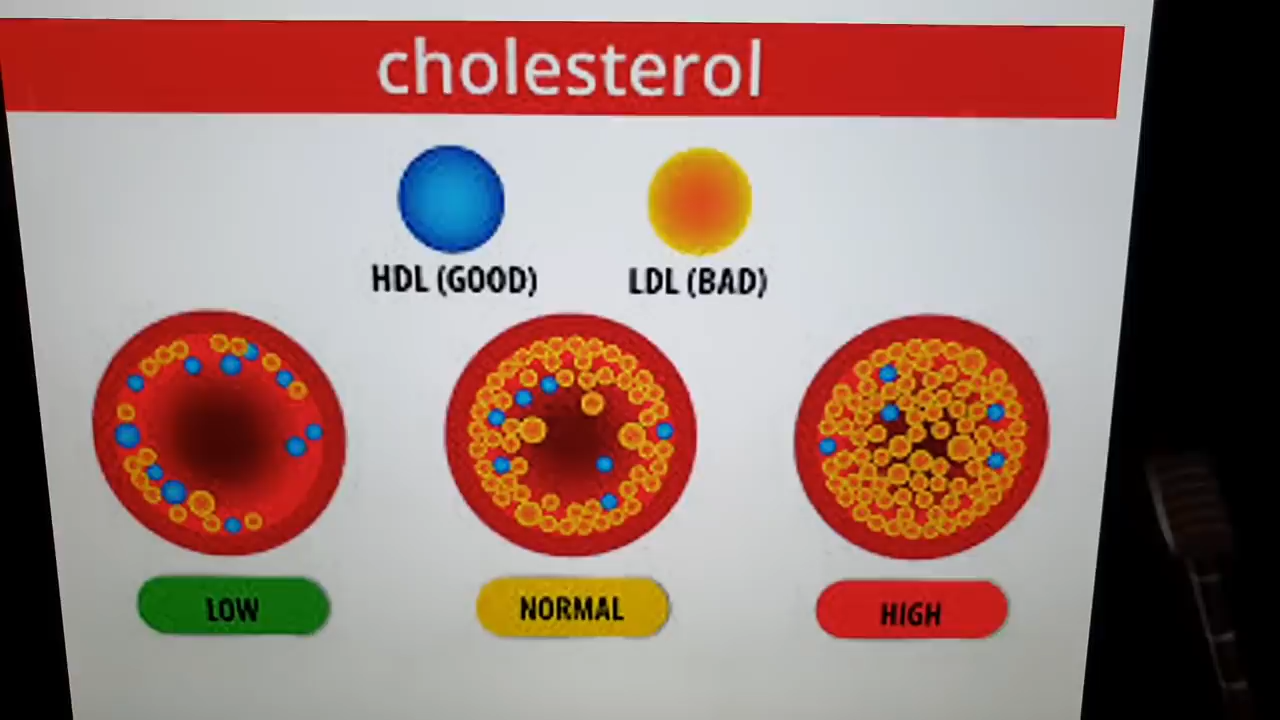 cholesterol
HDL (GOOD)
LDL (BAD)
LOW
NORMAL
HIGH